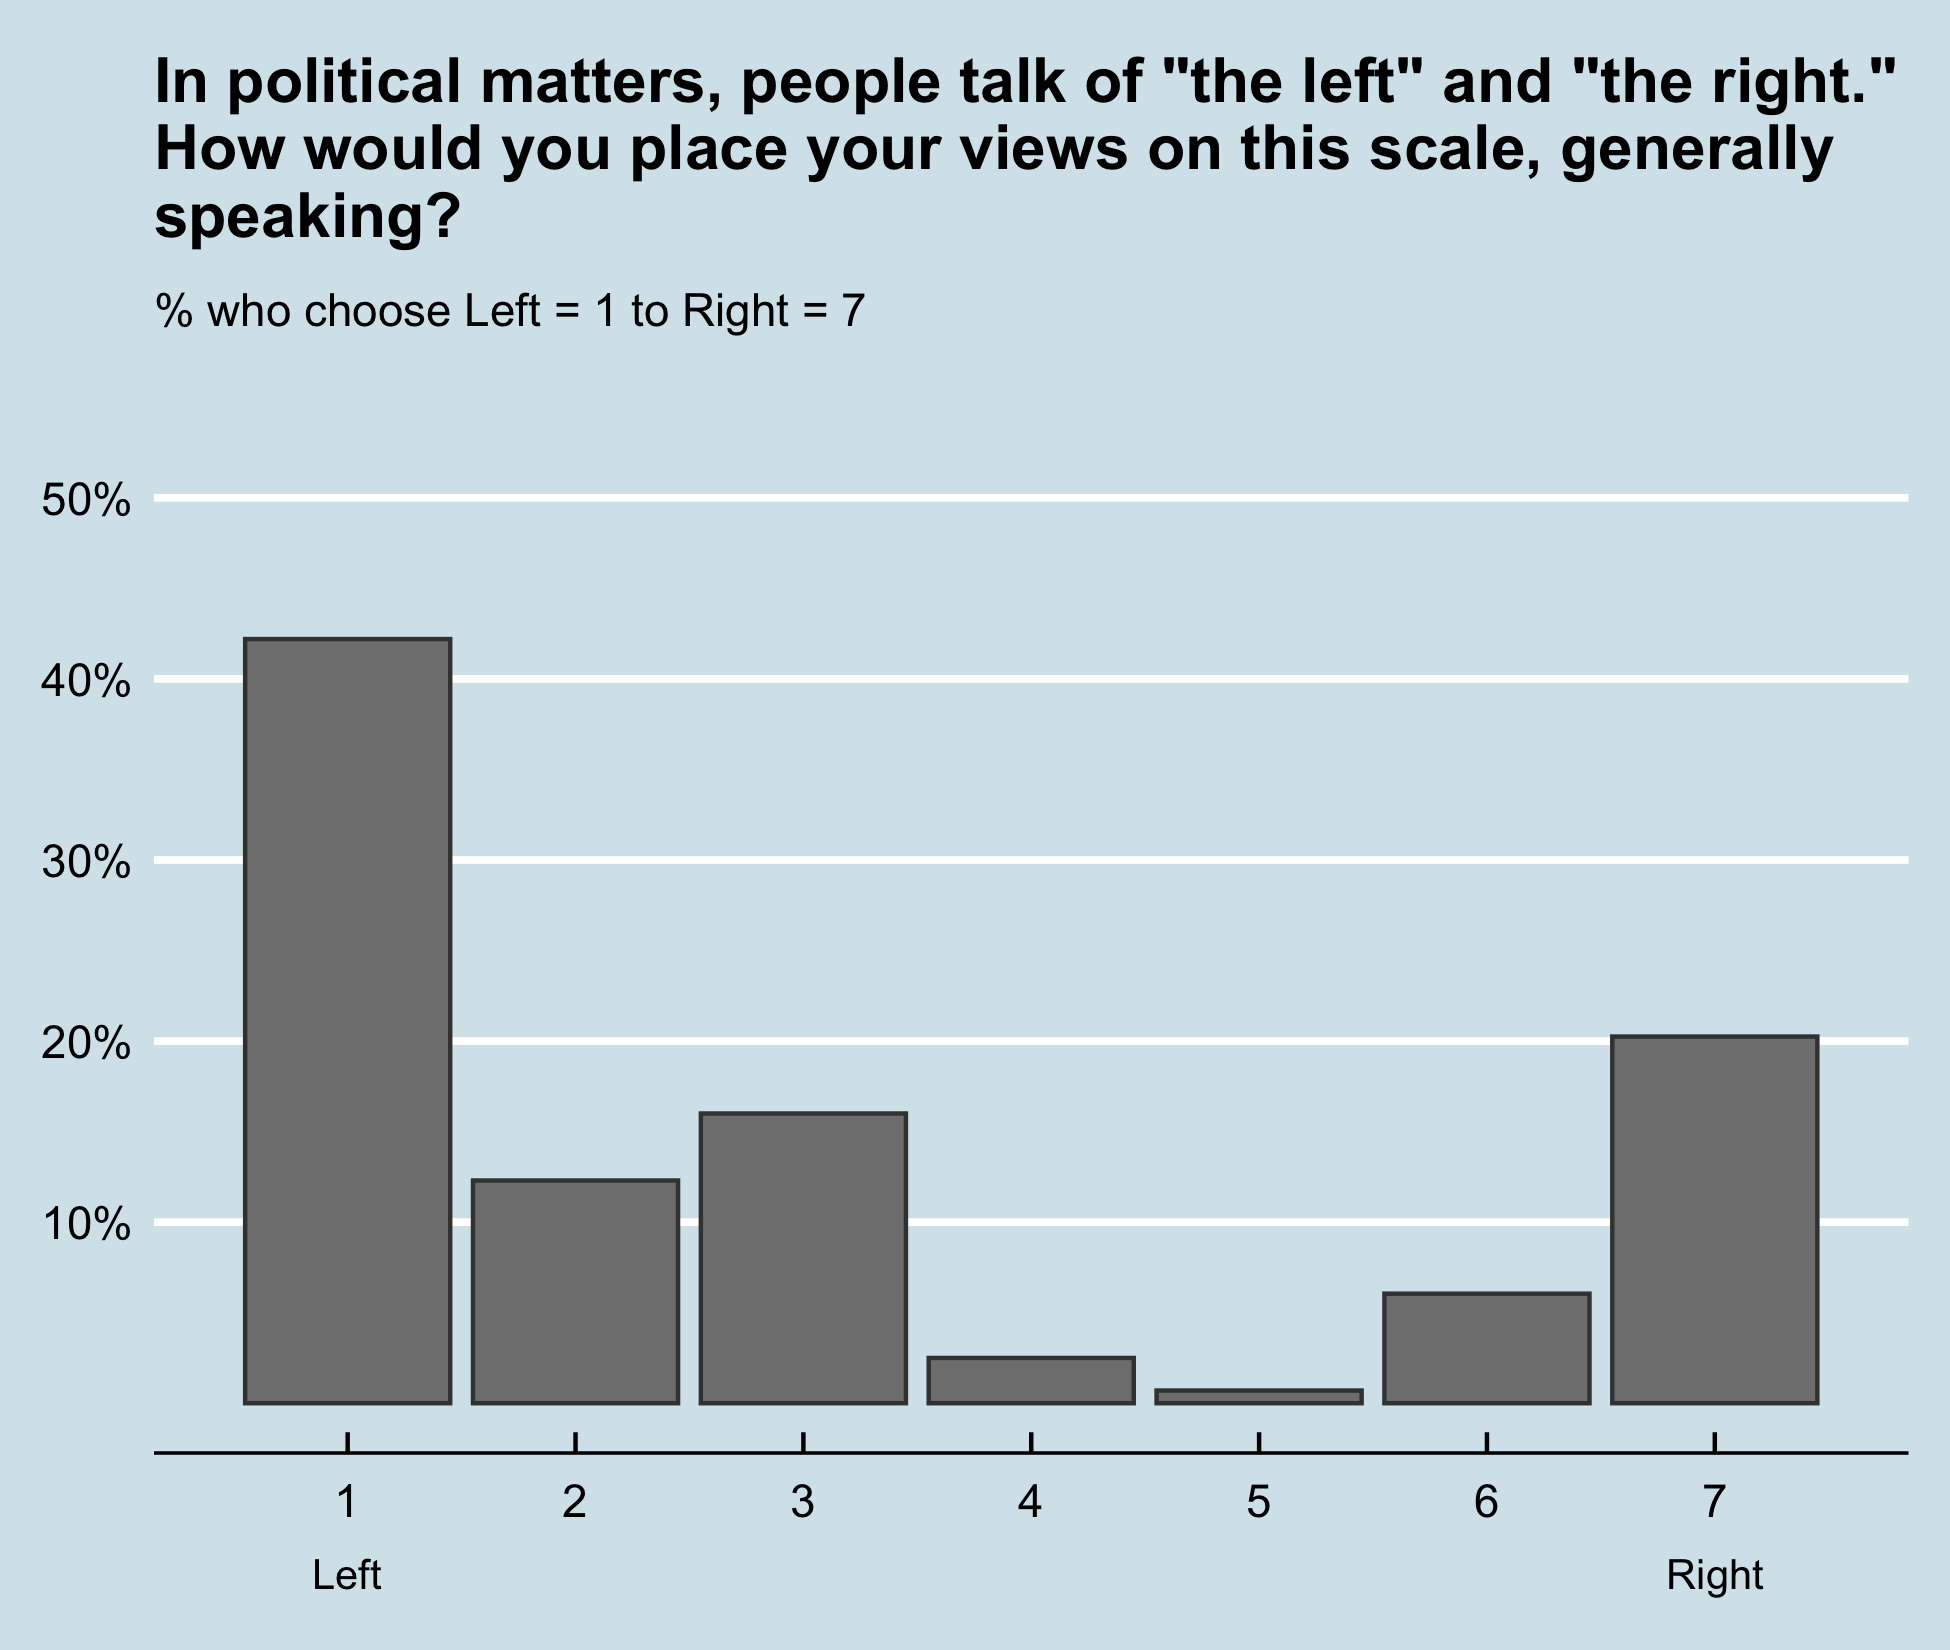 In political matters, people talk of "the left" and "the right."
How would you place your views on this scale, generally
speaking?
% who choose Left = 1 to Right = 7
50%
40%
30%
20%
10%
1 2 3 4 5 6 7
Left Right